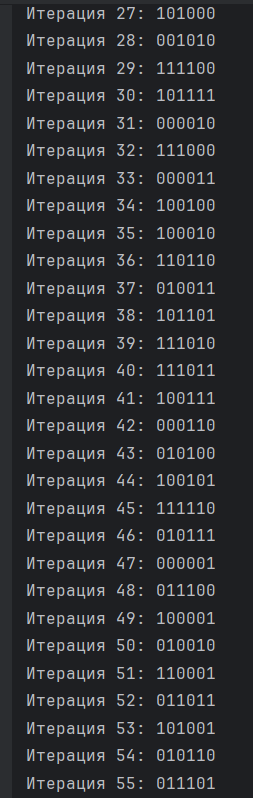 Итерация 27: 101000
Итерация 28: 001010
Итерация 29: 111100
Итерация 30: 101111
Итерация 31: 000010
Итерация 32: 111000
Итерация 33: 000011
Итерация 34: 100100
Итерация 35: 100010
Итерация 36: 110110
Итерация 37: 010011
Итерация 38: 101101
Итерация 39: 111010
Итерация 40: 111011
Итерация 41: 100111
Итерация 42: 000110
Итерация 43: 010100
Итерация 44: 100101
Итерация 45: 111110
Итерация 46: 010111
Итерация 47: 000001
Итерация 48: 011100
Итерация 49: 100001
Итерация 50: 010010
Итерация 51: 110001
Итерация 52: 011011
Итерация 53: 101001
Итерация 54: 010110
Итерация 55: 011101